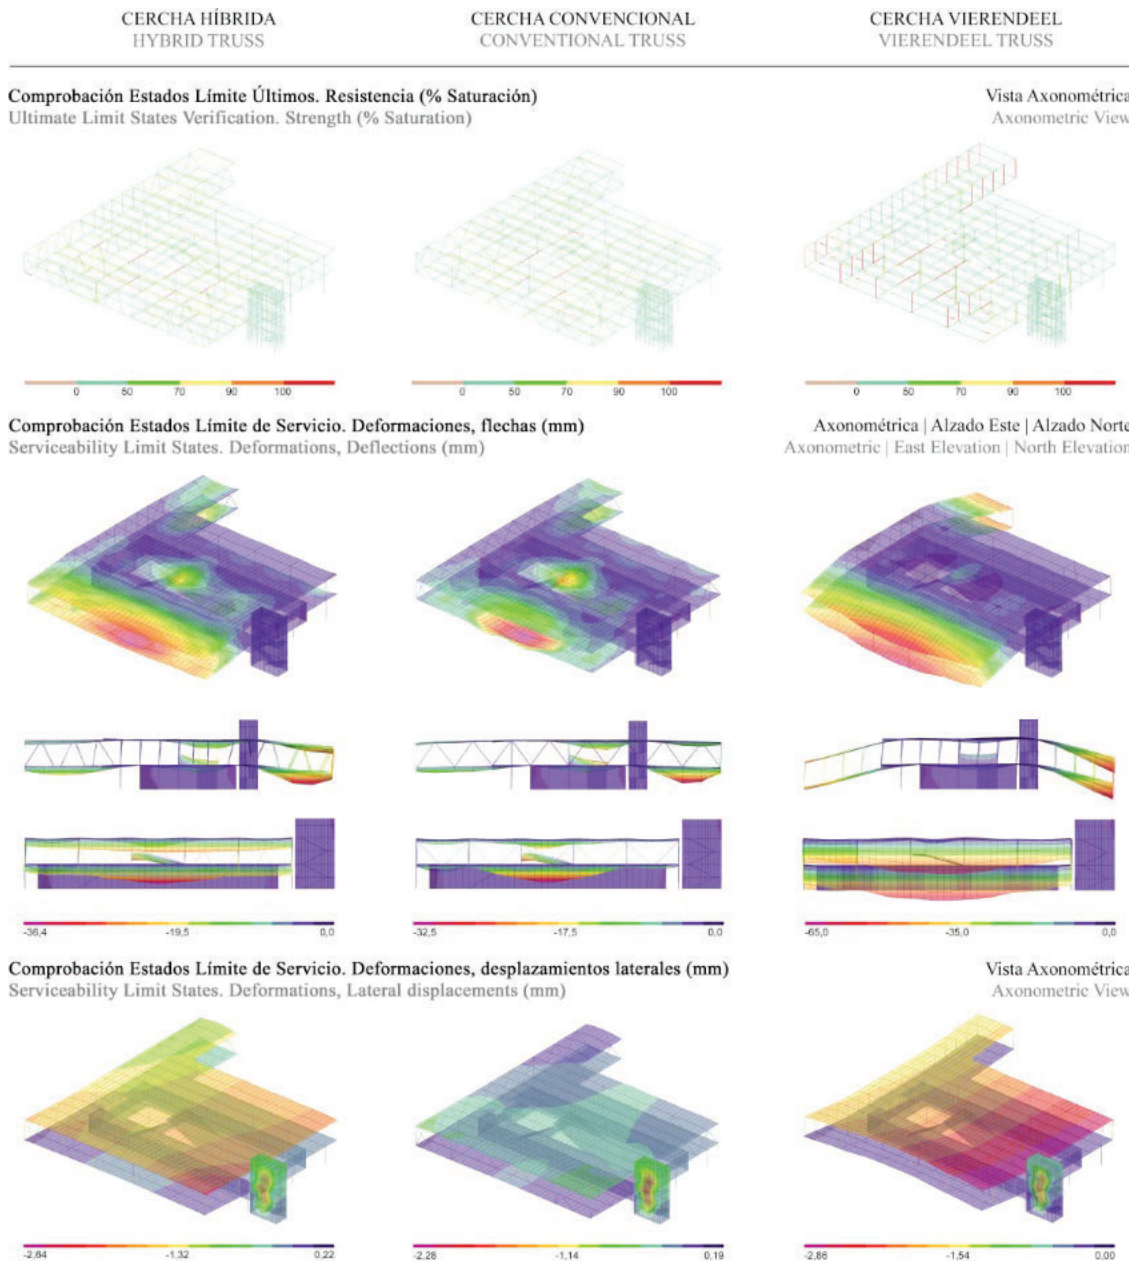 CERCHA HÍBRIDA
HYBRID TRUSS
CERCHA CONVENCIONAL
CONVENTIONAL TRUSS
CERCHA VIERENDEEL
VIERENDEEL TRUSS
Comprobación Estados Límite Últimos. Resistencia (% Saturación)
Ultimate Limit States Verification. Strength (% Saturation)
Vista Axonométrica
Axonometric View
0 50 70 90 100
0 50 70 90 100
0 50 70 90 100
Comprobación Estados Límite de Servicio. Deformaciones, flechas (mm)
Serviceability Limit States. Deformations, Deflections (mm)
Axonométrica | Alzado Este | Alzado Norte
Axonometric | East Elevation | North Elevation
-36,4 -19,5 0,0
-32,5 -17,5 0,0
-65,0 -35,0 0,0
Comprobación Estados Límite de Servicio. Deformaciones, desplazamientos laterales (mm)
Serviceability Limit States. Deformations, Lateral displacements (mm)
Vista Axonométrica
Axonometric View
-2,64 -1,32 0,22
-2,28 -1,14 0,19
-2,86 -1,54 0,00